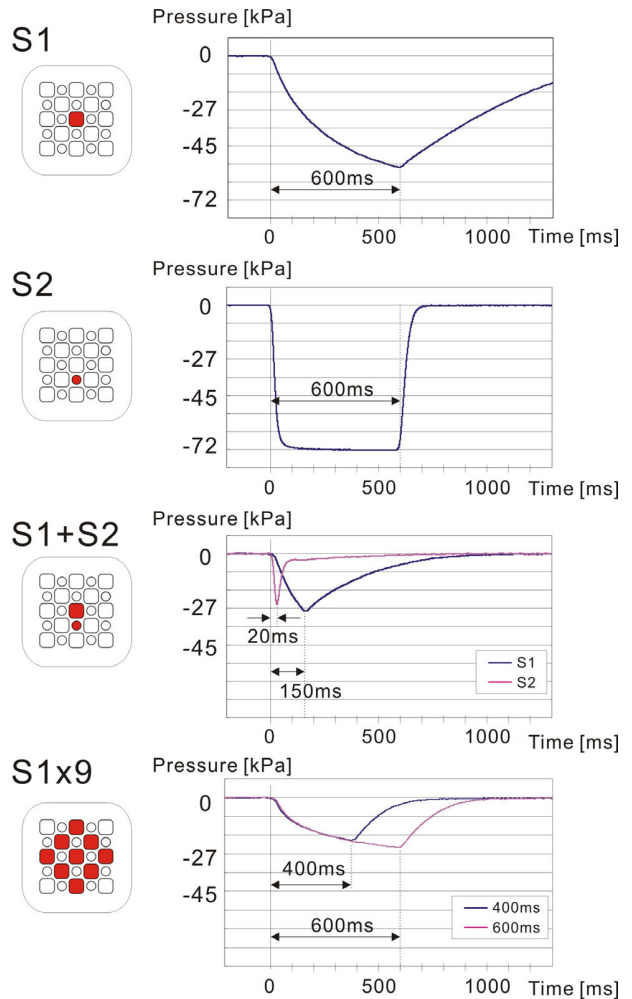 Pressure [kPa]
S1
0
-27
-45
-72
600ms
0 500 1000 Time [ms]
Pressure [kPa]
S2
0
-27
-45
-72
600ms
0 500 1000 Time [ms]
Pressure [kPa]
S1+S2
0
-27
-45
20ms
150ms
S1
S2
0 500 1000 Time [ms]
Pressure [kPa]
S1x9
0
-27
-45
400ms
600ms
400ms
600ms
0 500 1000 Time [ms]